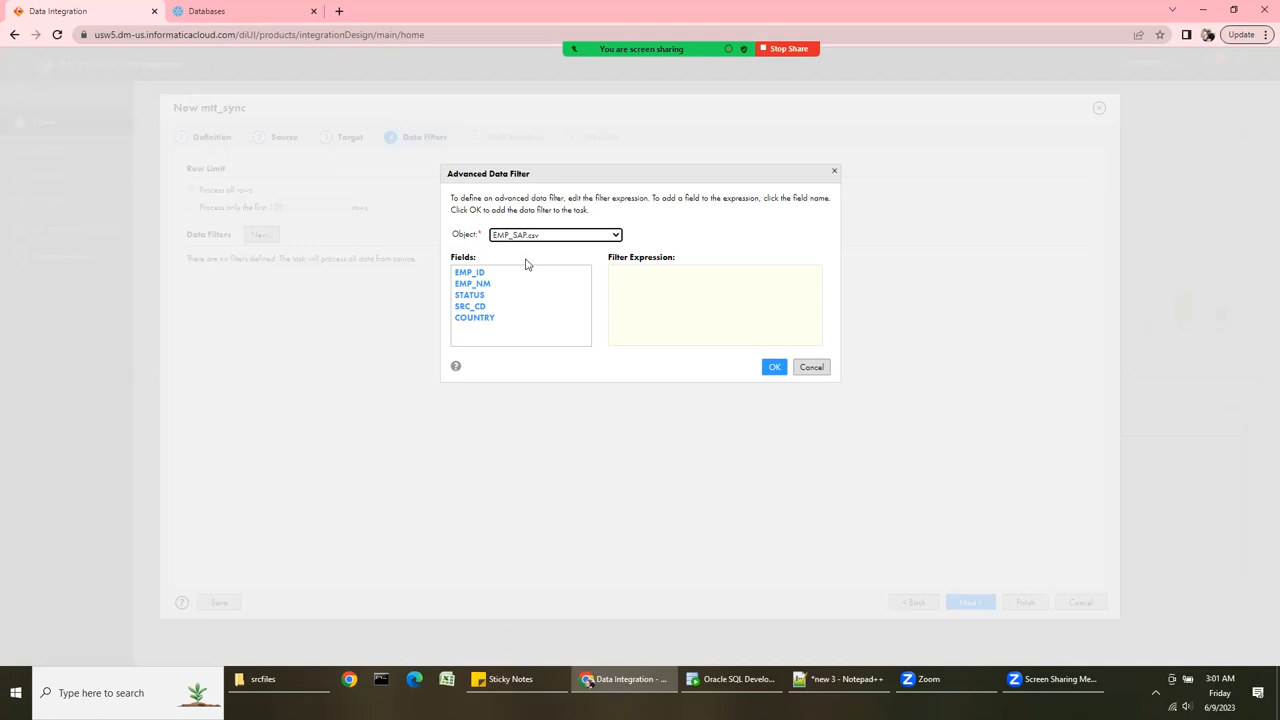 Data Integration
Databases
usw5.dm-us.informaticacloud.com/diUI/products/integrationDesign/main/home
Update
You are screen sharing
Stop Share
New mtt_sync
1 Definition
2 Source
3 Target
4 Data Filters
Row Limit
Process all rows
Process only the first 100 rows
Data Filters
New...
There are no filters defined. The task will process all data from source.
Advanced Data Filter
To define an advanced data filter, edit the filter expression. To add a field to the expression, click the field name.
Click OK to add the data filter to the task.
Object:*
EMP_SAP.csv
Fields:
Filter Expression:
EMP_ID
EMP_NM
STATUS
SRC_CD
COUNTRY
OK
Cancel
Save
< Back
Next >
Finish
Cancel
Type here to search
srcfiles
Sticky Notes
Data Integration - ...
Oracle SQL Develo...
*new 3 - Notepad++
Zoom
Screen Sharing Me...
3:01 AM
Friday
6/9/2023